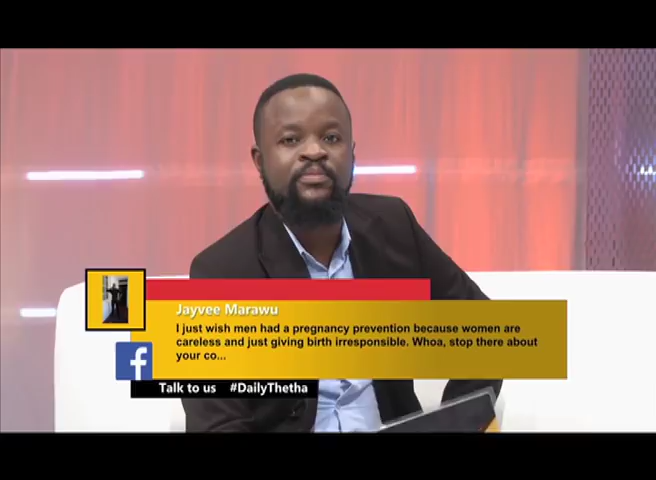 Jayvee Marawu
I just wish men had a pregnancy prevention because women are
careless and just giving birth irresponsible. Whoa, stop there about
your co...
f
Talk to us #DailyThetha